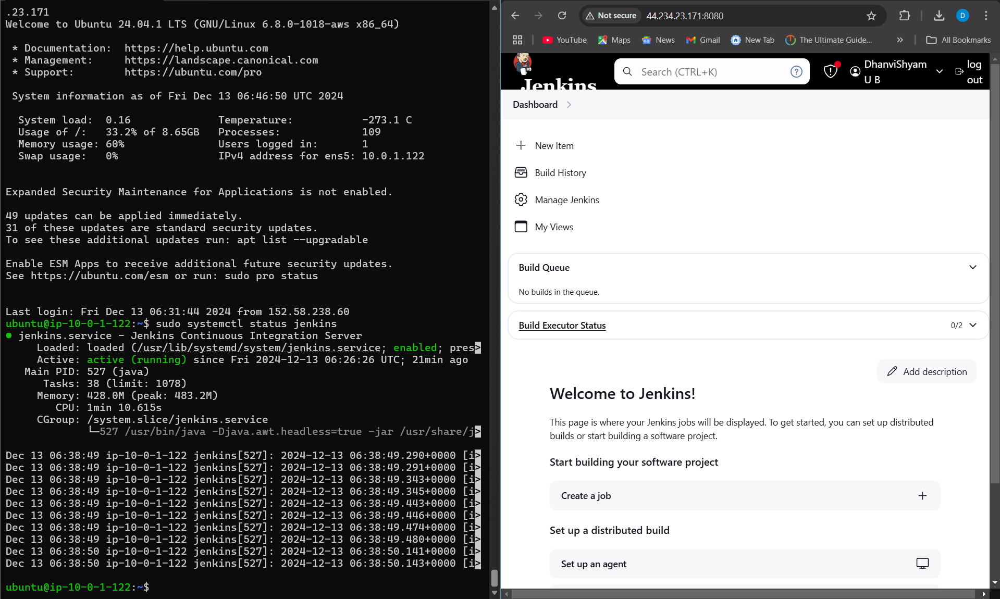 .23.171
Welcome to Ubuntu 24.04.1 LTS (GNU/Linux 6.8.0-1018-aws x86_64)
* Documentation:  https://help.ubuntu.com
* Management:     https://landscape.canonical.com
* Support:        https://ubuntu.com/pro
System information as of Fri Dec 13 06:46:50 UTC 2024
System load:  0.16              Temperature:           -273.1 C
Usage of /:   33.2% of 8.65GB   Processes:             109
Memory usage: 60%               Users logged in:       1
Swap usage:   0%                IPv4 address for ens5: 10.0.1.122
Expanded Security Maintenance for Applications is not enabled.
49 updates can be applied immediately.
31 of these updates are standard security updates.
To see these additional updates run: apt list --upgradable
Enable ESM Apps to receive additional future security updates.
See https://ubuntu.com/esm or run: sudo pro status
Last login: Fri Dec 13 06:31:44 2024 from 152.58.238.60
ubuntu@ip-10-0-1-122:~$ sudo systemctl status jenkins
● jenkins.service - Jenkins Continuous Integration Server
Loaded: loaded (/usr/lib/systemd/system/jenkins.service; enabled; pres>
Active: active (running) since Fri 2024-12-13 06:26:26 UTC; 21min ago
Main PID: 527 (java)
Tasks: 38 (limit: 1078)
Memory: 428.0M (peak: 483.2M)
CPU: 1min 10.615s
CGroup: /system.slice/jenkins.service
└─527 /usr/bin/java -Djava.awt.headless=true -jar /usr/share/j>
Dec 13 06:38:49 ip-10-0-1-122 jenkins[527]: 2024-12-13 06:38:49.290+0000 [i>
Dec 13 06:38:49 ip-10-0-1-122 jenkins[527]: 2024-12-13 06:38:49.291+0000 [i>
Dec 13 06:38:49 ip-10-0-1-122 jenkins[527]: 2024-12-13 06:38:49.343+0000 [i>
Dec 13 06:38:49 ip-10-0-1-122 jenkins[527]: 2024-12-13 06:38:49.345+0000 [i>
Dec 13 06:38:49 ip-10-0-1-122 jenkins[527]: 2024-12-13 06:38:49.443+0000 [i>
Dec 13 06:38:49 ip-10-0-1-122 jenkins[527]: 2024-12-13 06:38:49.446+0000 [i>
Dec 13 06:38:49 ip-10-0-1-122 jenkins[527]: 2024-12-13 06:38:49.474+0000 [i>
Dec 13 06:38:49 ip-10-0-1-122 jenkins[527]: 2024-12-13 06:38:49.480+0000 [i>
Dec 13 06:38:50 ip-10-0-1-122 jenkins[527]: 2024-12-13 06:38:50.141+0000 [i>
Dec 13 06:38:50 ip-10-0-1-122 jenkins[527]: 2024-12-13 06:38:50.143+0000 [i>
ubuntu@ip-10-0-1-122:~$
Not secure 44.234.23.171:8080 D
YouTube Maps News Gmail New Tab The Ultimate Guide... » All Bookmarks
Jenkins
Search (CTRL+K) ?
DhanviShyam
U B
log
out
Dashboard
New Item
Build History
Manage Jenkins
My Views
Build Queue
No builds in the queue.
Build Executor Status 0/2
Add description
Welcome to Jenkins!
This page is where your Jenkins jobs will be displayed. To get started, you can set up distributed
builds or start building a software project.
Start building your software project
Create a job
Set up a distributed build
Set up an agent